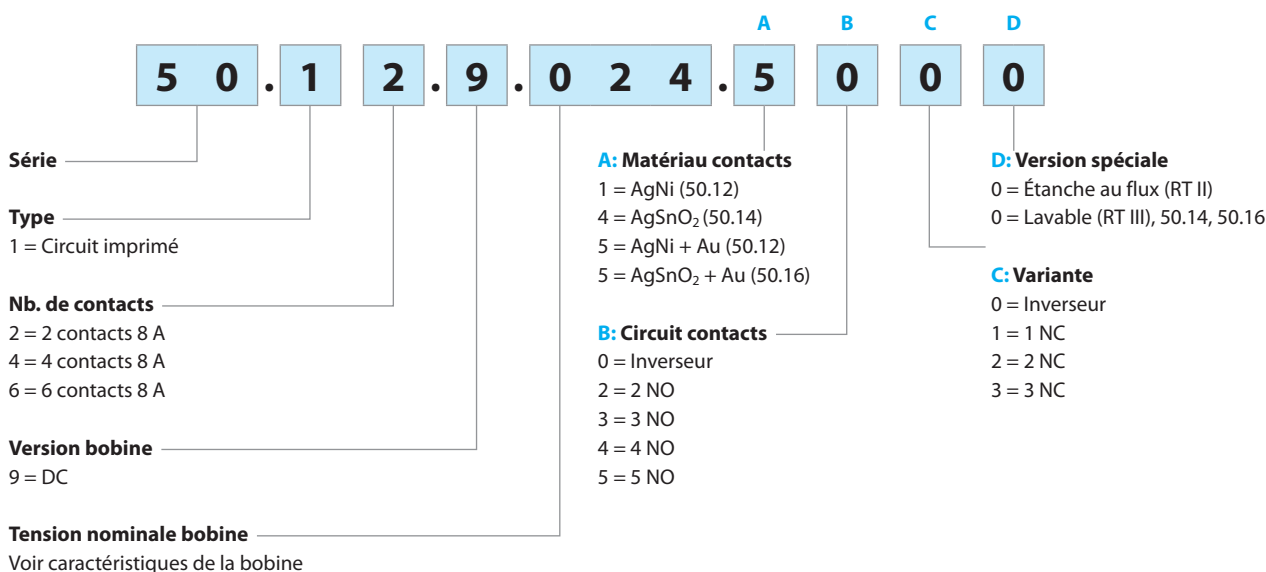 A B C D
5 0 . 1 2 . 9 . 0 2 4 . 5 0 0 0
Série
Type
1 = Circuit imprimé
Nb. de contacts
2 = 2 contacts 8 A
4 = 4 contacts 8 A
6 = 6 contacts 8 A
Version bobine
9 = DC
Tension nominale bobine
Voir caractéristiques de la bobine
A: Matériau contacts
1 = AgNi (50.12)
4 = AgSnO₂ (50.14)
5 = AgNi + Au (50.12)
5 = AgSnO₂ + Au (50.16)
B: Circuit contacts
0 = Inverseur
2 = 2 NO
3 = 3 NO
4 = 4 NO
5 = 5 NO
D: Version spéciale
0 = Étanche au flux (RT II)
0 = Lavable (RT III), 50.14, 50.16
C: Variante
0 = Inverseur
1 = 1 NC
2 = 2 NC
3 = 3 NC